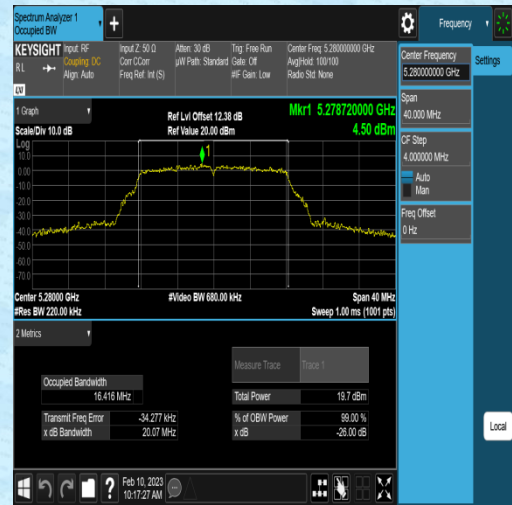 Spectrum Analyzer 1
Occupied BW
+
Frequency
KEYSIGHT
Input: RF
Input Z: 50 Ω
Atten: 30 dB
Trig: Free Run
Center Freq: 5.280000000 GHz
R L
Coupling: DC
Corr CCorr
µW Path: Standard
Gate: Off
Avg|Hold: 100/100
Align: Auto
Freq Ref: Int (S)
#IF Gain: Low
Radio Std: None
LXI
Center Frequency
5.280000000 GHz
Settings
Span
40.000 MHz
CF Step
4.000000 MHz
Auto
Man
Freq Offset
0 Hz
Local
1 Graph
Ref Lvl Offset 12.38 dB
Mkr1 5.278720000 GHz
Scale/Div 10.0 dB
Ref Value 20.00 dBm
4.50 dBm
Log
10.0
0.00
-10.0
-20.0
-30.0
-40.0
-50.0
-60.0
-70.0
1
Center 5.28000 GHz
#Video BW 680.00 kHz
Span 40 MHz
#Res BW 220.00 kHz
Sweep 1.00 ms (1001 pts)
2 Metrics
Measure Trace
Trace 1
Occupied Bandwidth
16.416 MHz
Total Power
19.7 dBm
Transmit Freq Error
-34.277 kHz
% of OBW Power
99.00 %
x dB Bandwidth
20.07 MHz
x dB
-26.00 dB
?
Feb 10, 2023
10:17:27 AM